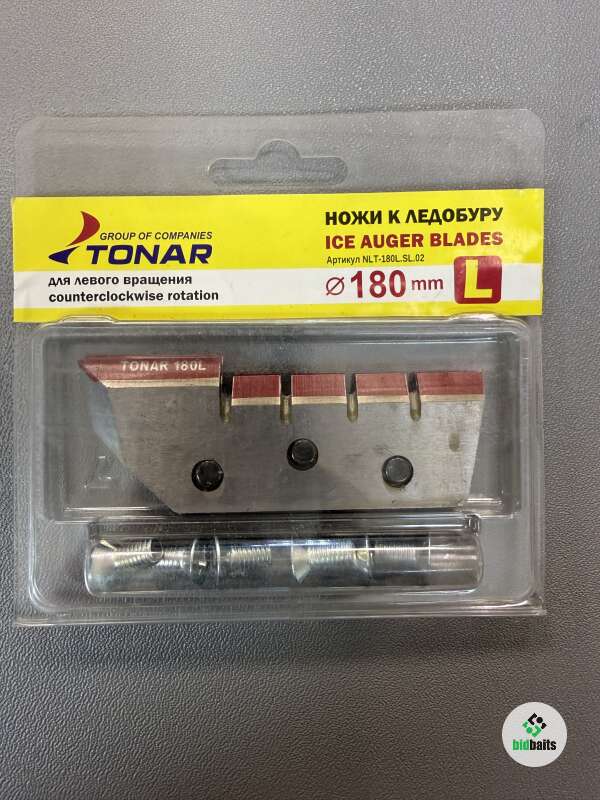 GROUP OF COMPANIES
TONAR
для левого вращения
counterclockwise rotation
НОЖИ К ЛЕДОБУРУ
ICE AUGER BLADES
Артикул NLT-180L.SL.02
⌀180 mm L
TONAR 180L
bidbaits